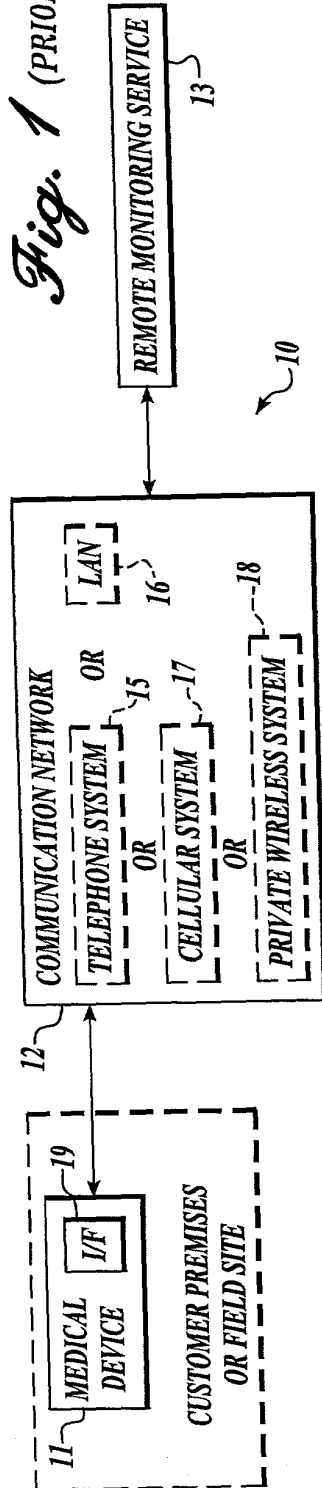 Fig. 1 (PRIO
11
MEDICAL
DEVICE
I/F
19
CUSTOMER PREMISES
OR FIELD SITE
12
COMMUNICATION NETWORK
TELEPHONE SYSTEM
15
OR
LAN
16
OR
CELLULAR SYSTEM
17
OR
PRIVATE WIRELESS SYSTEM
18
REMOTE MONITORING SERVICE
13
10